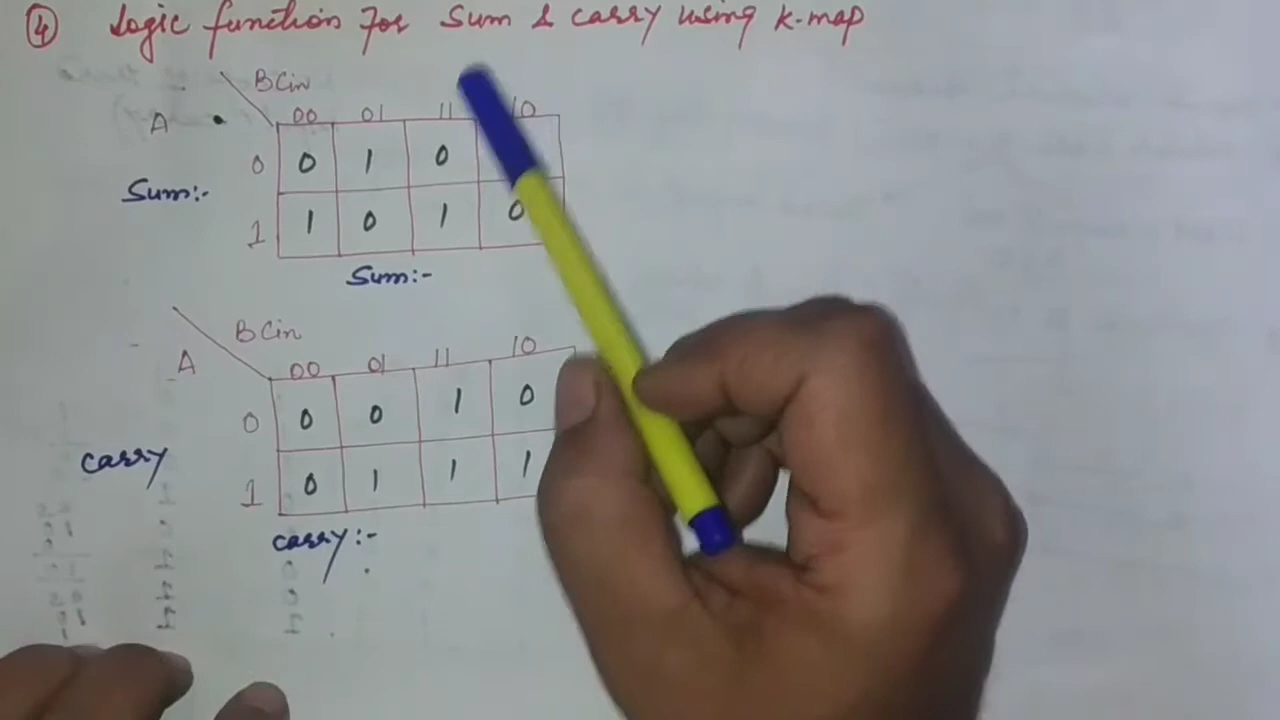 ④ Logic function for Sum & carry using k-map
BCin
A 00 01 11 10
0 0 1 0
Sum:-
1 1 0 1 0
Sum:-
BCin
A 00 01 11 10
0 0 0 1 0
carry
1 0 1 1 1
carry:-